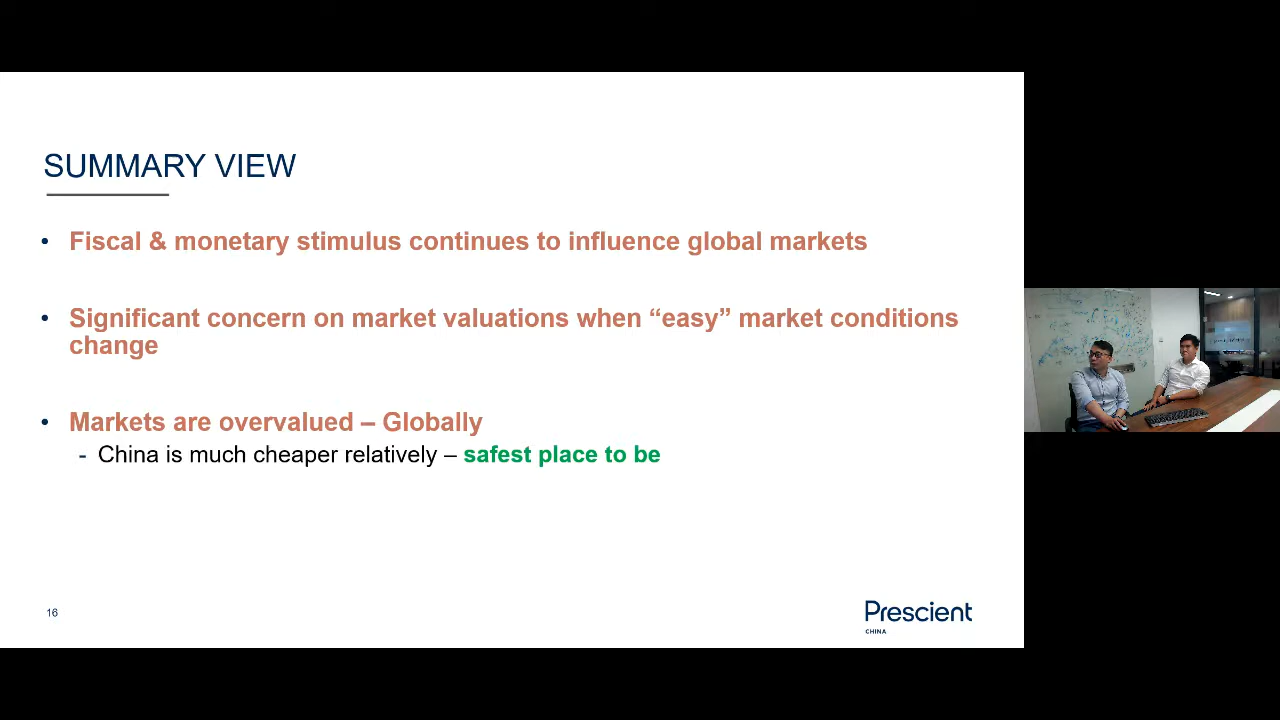 SUMMARY VIEW
• Fiscal & monetary stimulus continues to influence global markets
• Significant concern on market valuations when “easy” market conditions
change
• Markets are overvalued – Globally
- China is much cheaper relatively – safest place to be
16
Prescient
CHINA